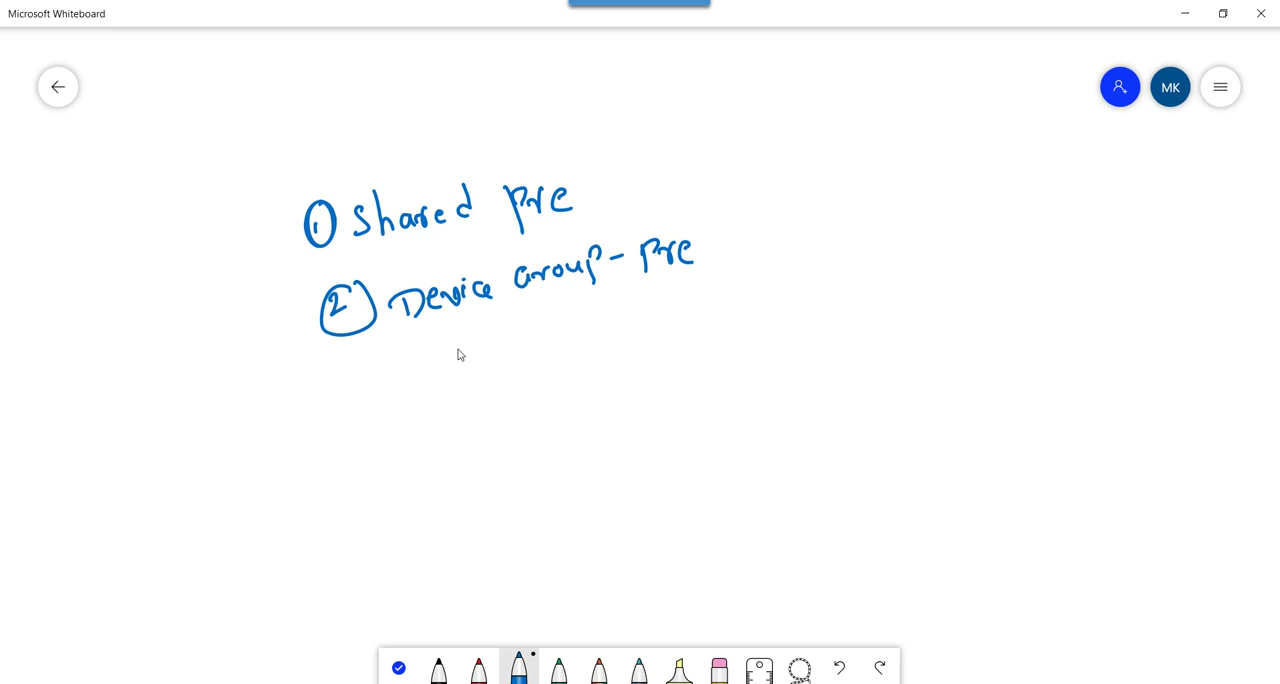 Microsoft Whiteboard
MK
① Shared Pre
② Device Group - Pre